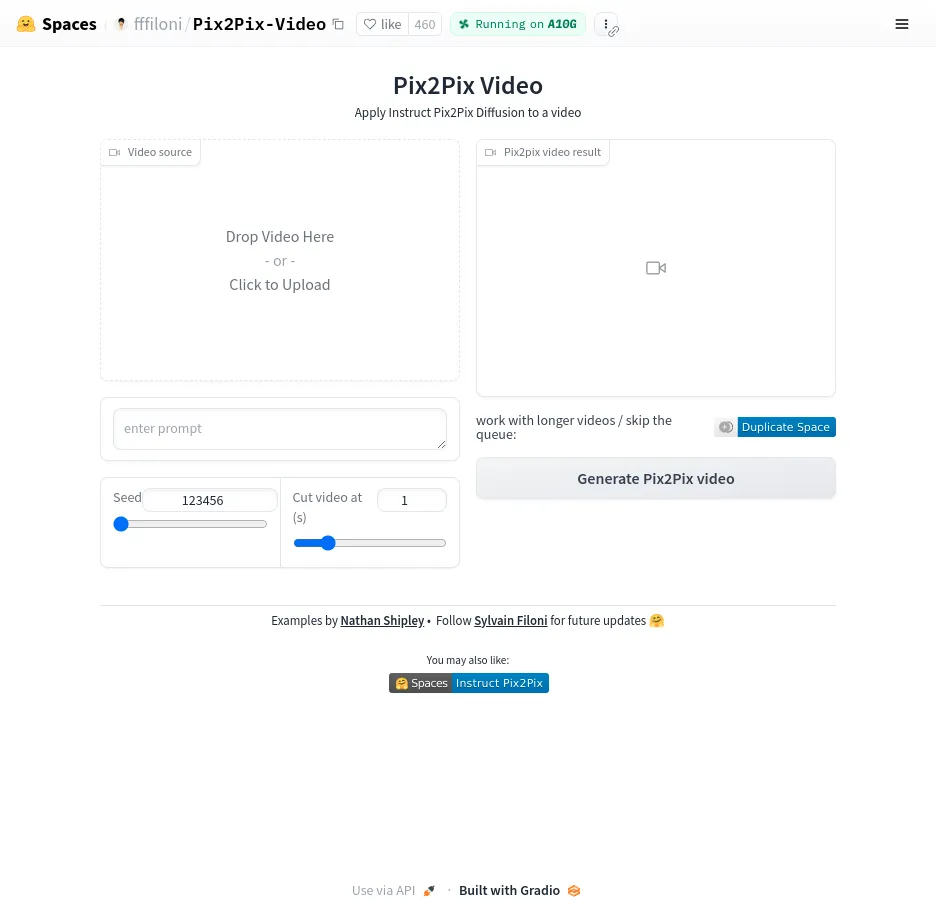 Spaces
fffiloni/Pix2Pix-Video
like 460
Running on A10G
Pix2Pix Video
Apply Instruct Pix2Pix Diffusion to a video
Video source
Drop Video Here
- or -
Click to Upload
Pix2pix video result
enter prompt
work with longer videos / skip the
queue:
Duplicate Space
Generate Pix2Pix video
Seed 123456
Cut video at
(s)
1
Examples by Nathan Shipley • Follow Sylvain Filoni for future updates 🤗
You may also like:
🤗 Spaces Instruct Pix2Pix
Use via API 🚀 · Built with Gradio